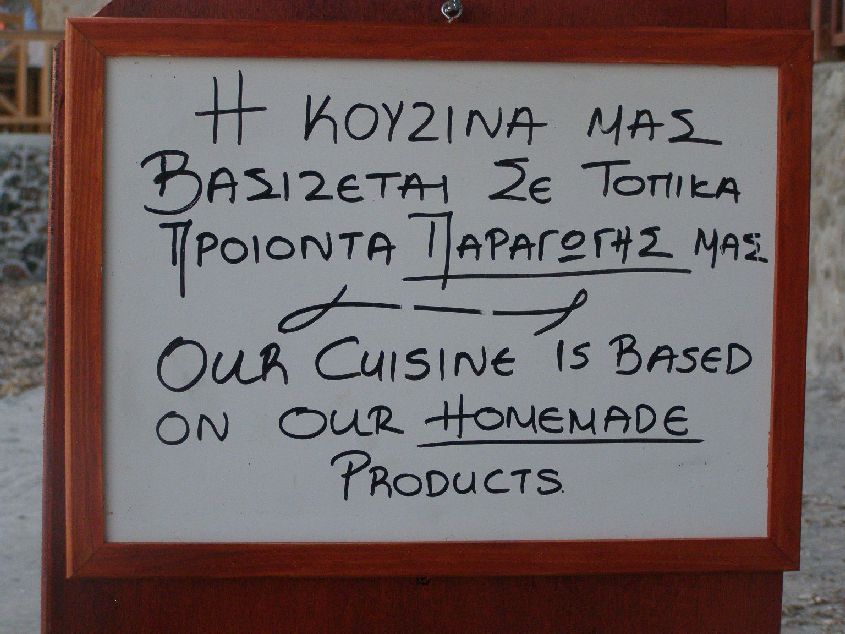 Η ΚΟΥΖΙΝΑ ΜΑΣ
ΒΑΣΙΖΕΤΑΙ ΣΕ ΤΟΠΙΚΑ
ΠΡΟΙΟΝΤΑ ΠΑΡΑΓΩΓΗΣ ΜΑΣ
OUR CUISINE IS BASED
ON OUR HOMEMADE
PRODUCTS.